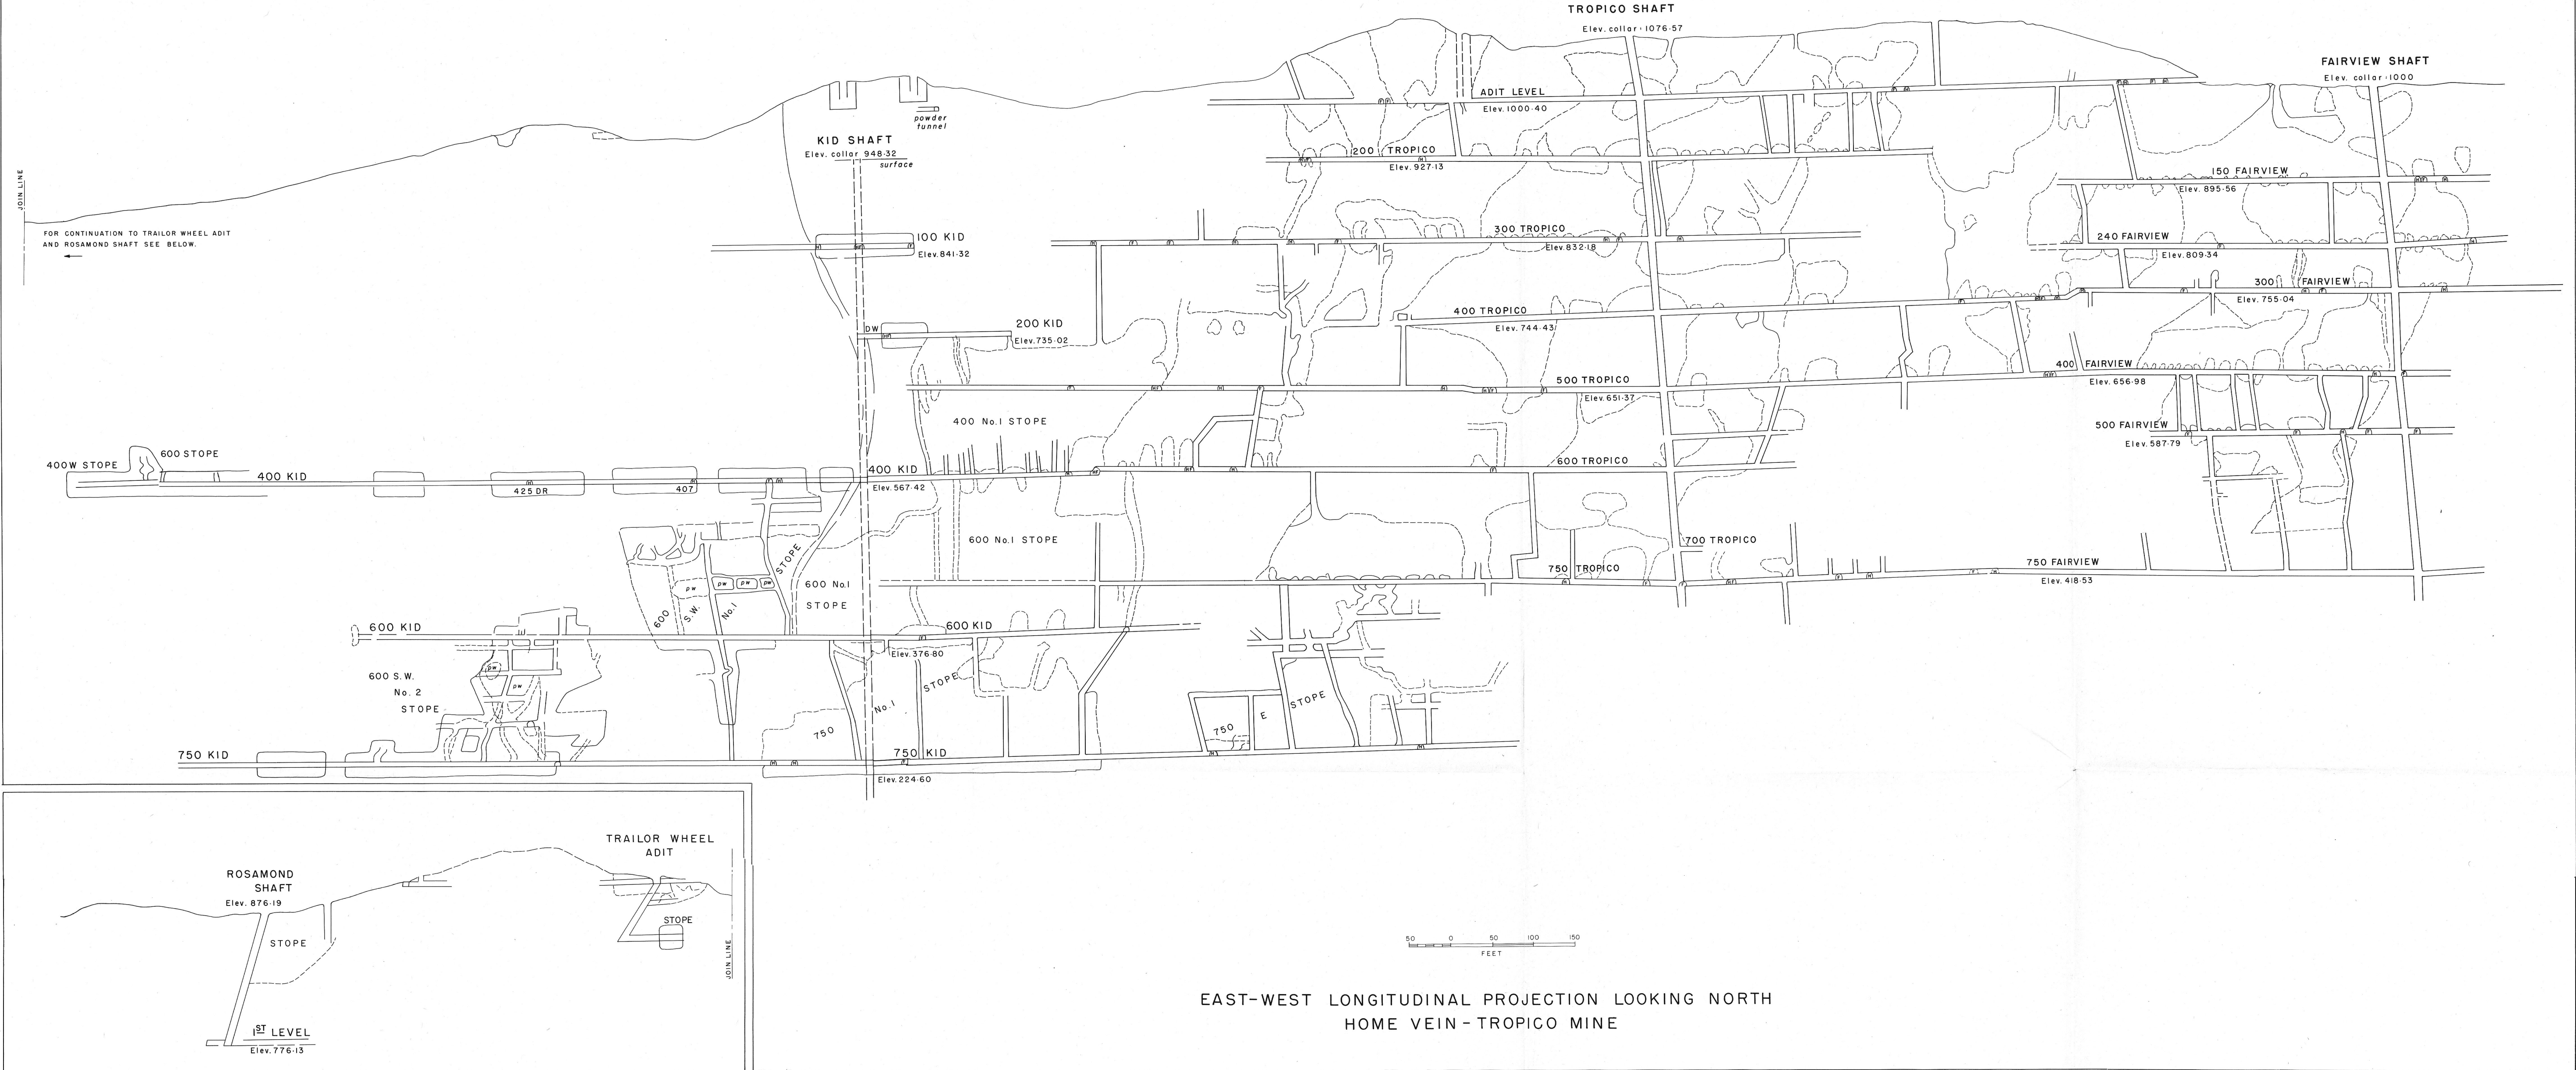 TROPICO SHAFT
Elev. collar · 1076·57
FAIRVIEW SHAFT
Elev. collar · 1000
ADIT LEVEL
Elev. 1000·40
powder
tunnel
KID SHAFT
Elev. collar 948·32
surface
200 TROPICO
Elev. 927·13
150 FAIRVIEW
Elev. 895·56
JOIN LINE
FOR CONTINUATION TO TRAILOR WHEEL ADIT
AND ROSAMOND SHAFT SEE BELOW.
100 KID
Elev. 841·32
300 TROPICO
Elev. 832·18
240 FAIRVIEW
Elev. 809·34
300 FAIRVIEW
Elev. 755·04
DW
200 KID
Elev. 735·02
400 TROPICO
Elev. 744·43
400 FAIRVIEW
Elev. 656·98
500 TROPICO
Elev. 651·37
400 No.1 STOPE
500 FAIRVIEW
Elev. 587·79
400W STOPE
600 STOPE
400 KID
425 DR
407
400 KID
Elev. 567·42
600 TROPICO
600 No.1 STOPE
700 TROPICO
750 TROPICO
750 FAIRVIEW
Elev. 418·53
600 S.W. No.1 STOPE
pw
pw
pw
pw
600 No.1
STOPE
600 KID
600 KID
Elev. 376·80
600 S.W.
No. 2
STOPE
pw
pw
750 No.1 STOPE
750 E STOPE
750 KID
750 KID
Elev. 224·60
TRAILOR WHEEL
ADIT
ROSAMOND
SHAFT
Elev. 876·19
STOPE
STOPE
JOIN LINE
1ST LEVEL
Elev. 776·13
50 0 50 100 150
FEET
EAST-WEST LONGITUDINAL PROJECTION LOOKING NORTH
HOME VEIN - TROPICO MINE